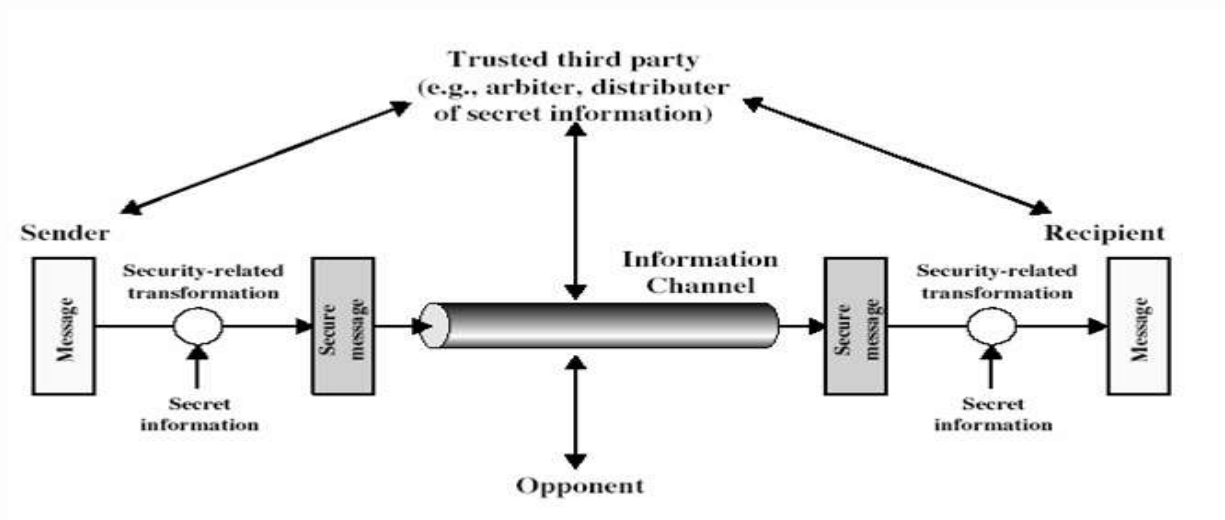 Trusted third party
(e.g., arbiter, distributer
of secret information)
Sender
Recipient
Information
Channel
Security-related
transformation
Message
Secure
message
Secret
information
Security-related
transformation
Secure
message
Message
Secret
information
Opponent